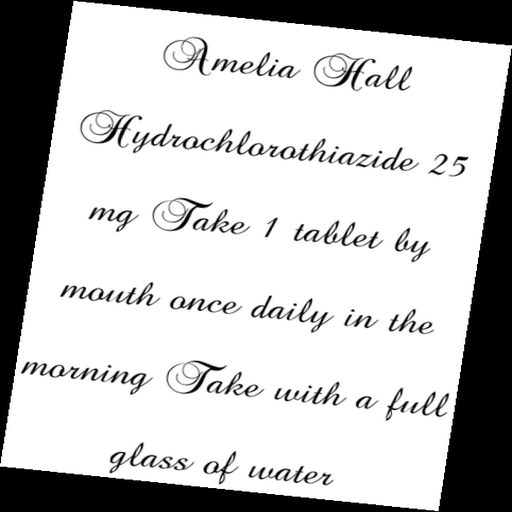 Amelia Hall
Hydrochlorothiazide 25
mg Take 1 tablet by
mouth once daily in the
morning Take with a full
glass of water